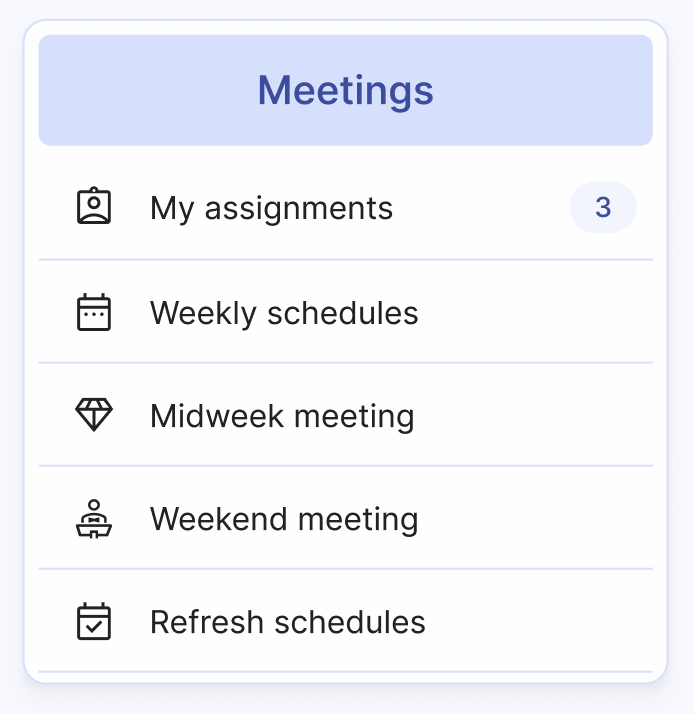 Meetings
My assignments 3
Weekly schedules
Midweek meeting
Weekend meeting
Refresh schedules